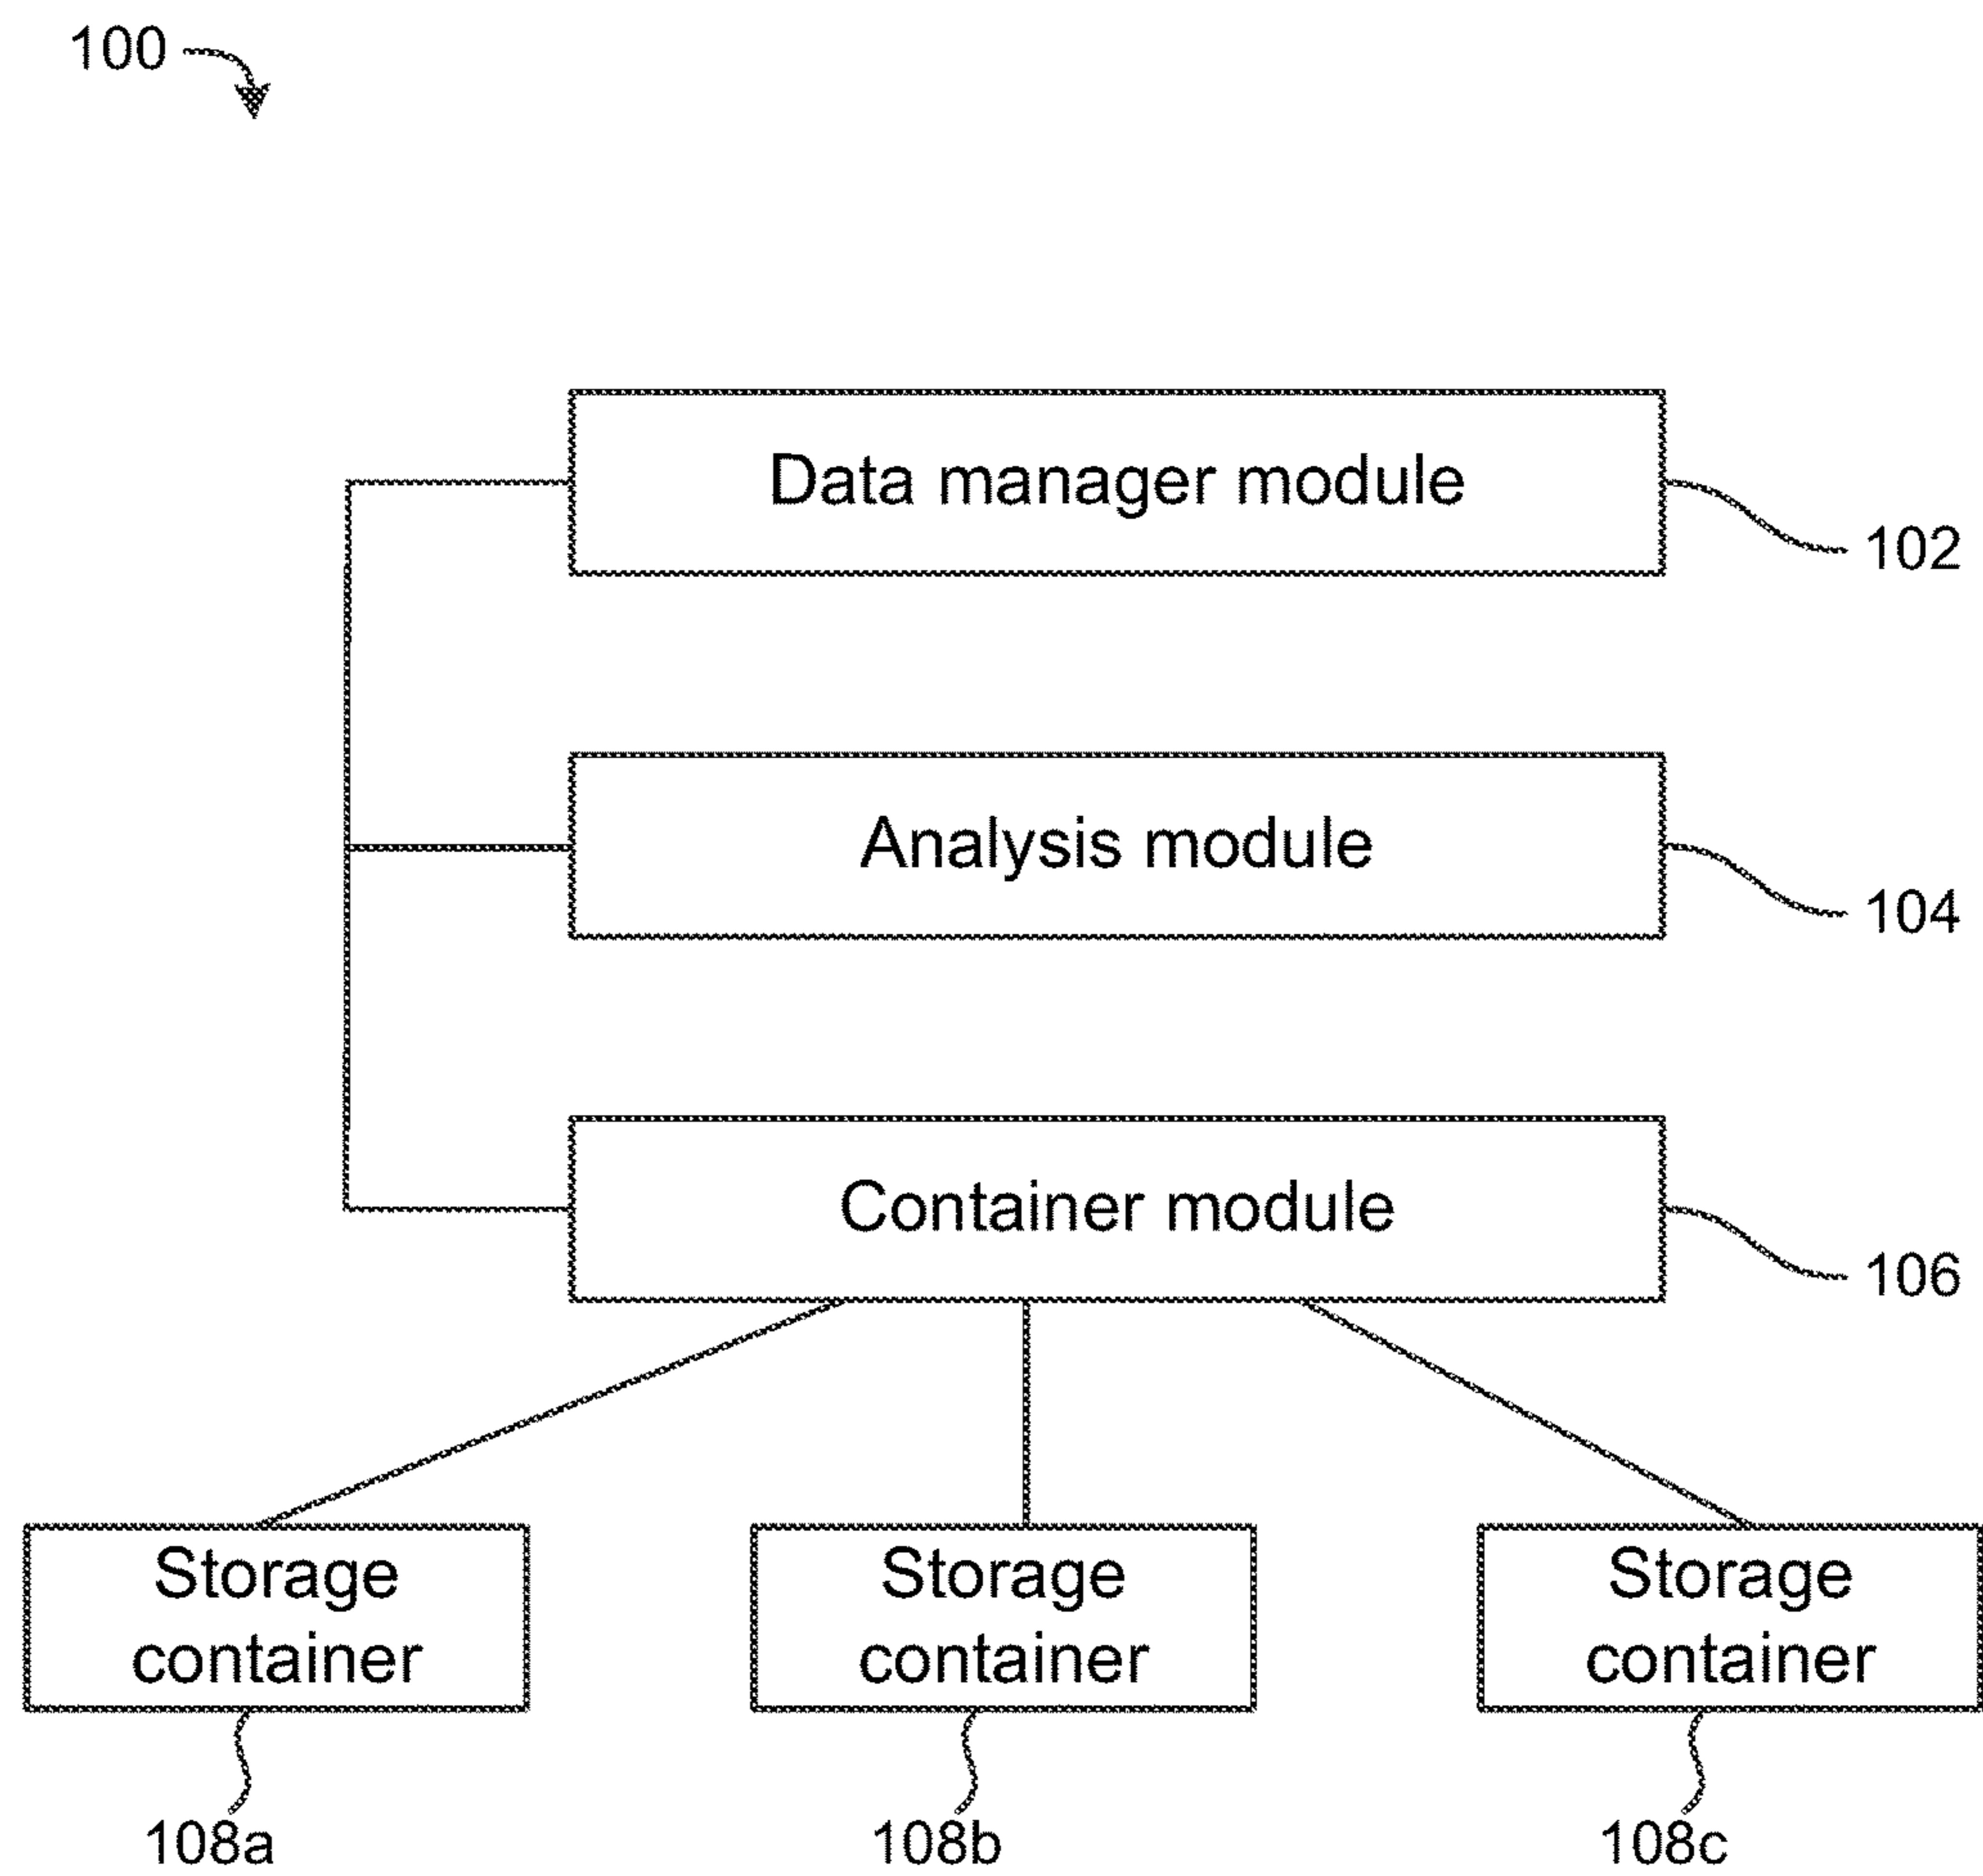 100
Data manager module
102
Analysis module
104
Container module
106
Storage
container
Storage
container
Storage
container
108a
108b
108c